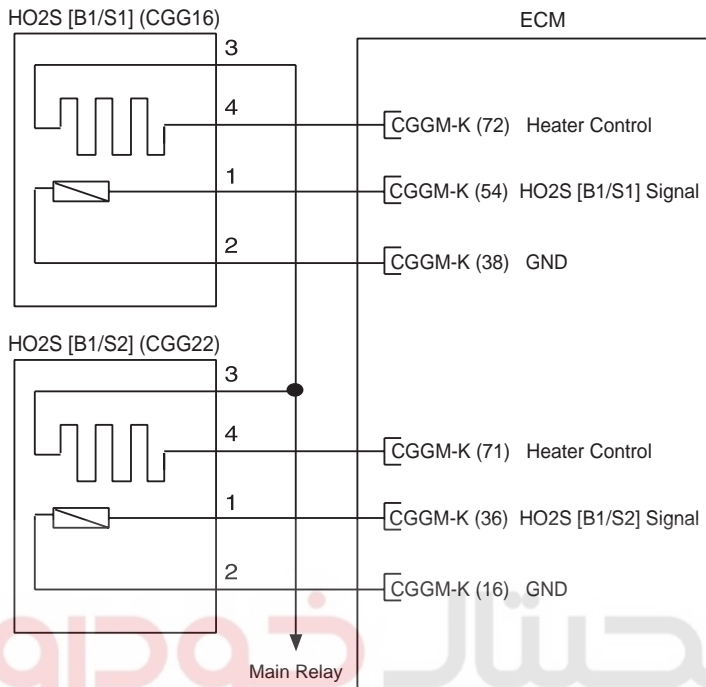 HO2S [B1/S1] (CGG16)
ECM
3
4
CGGM-K (72) Heater Control
1
CGGM-K (54) HO2S [B1/S1] Signal
2
CGGM-K (38) GND
HO2S [B1/S2] (CGG22)
3
4
CGGM-K (71) Heater Control
1
CGGM-K (36) HO2S [B1/S2] Signal
2
CGGM-K (16) GND
Main Relay
خودرو